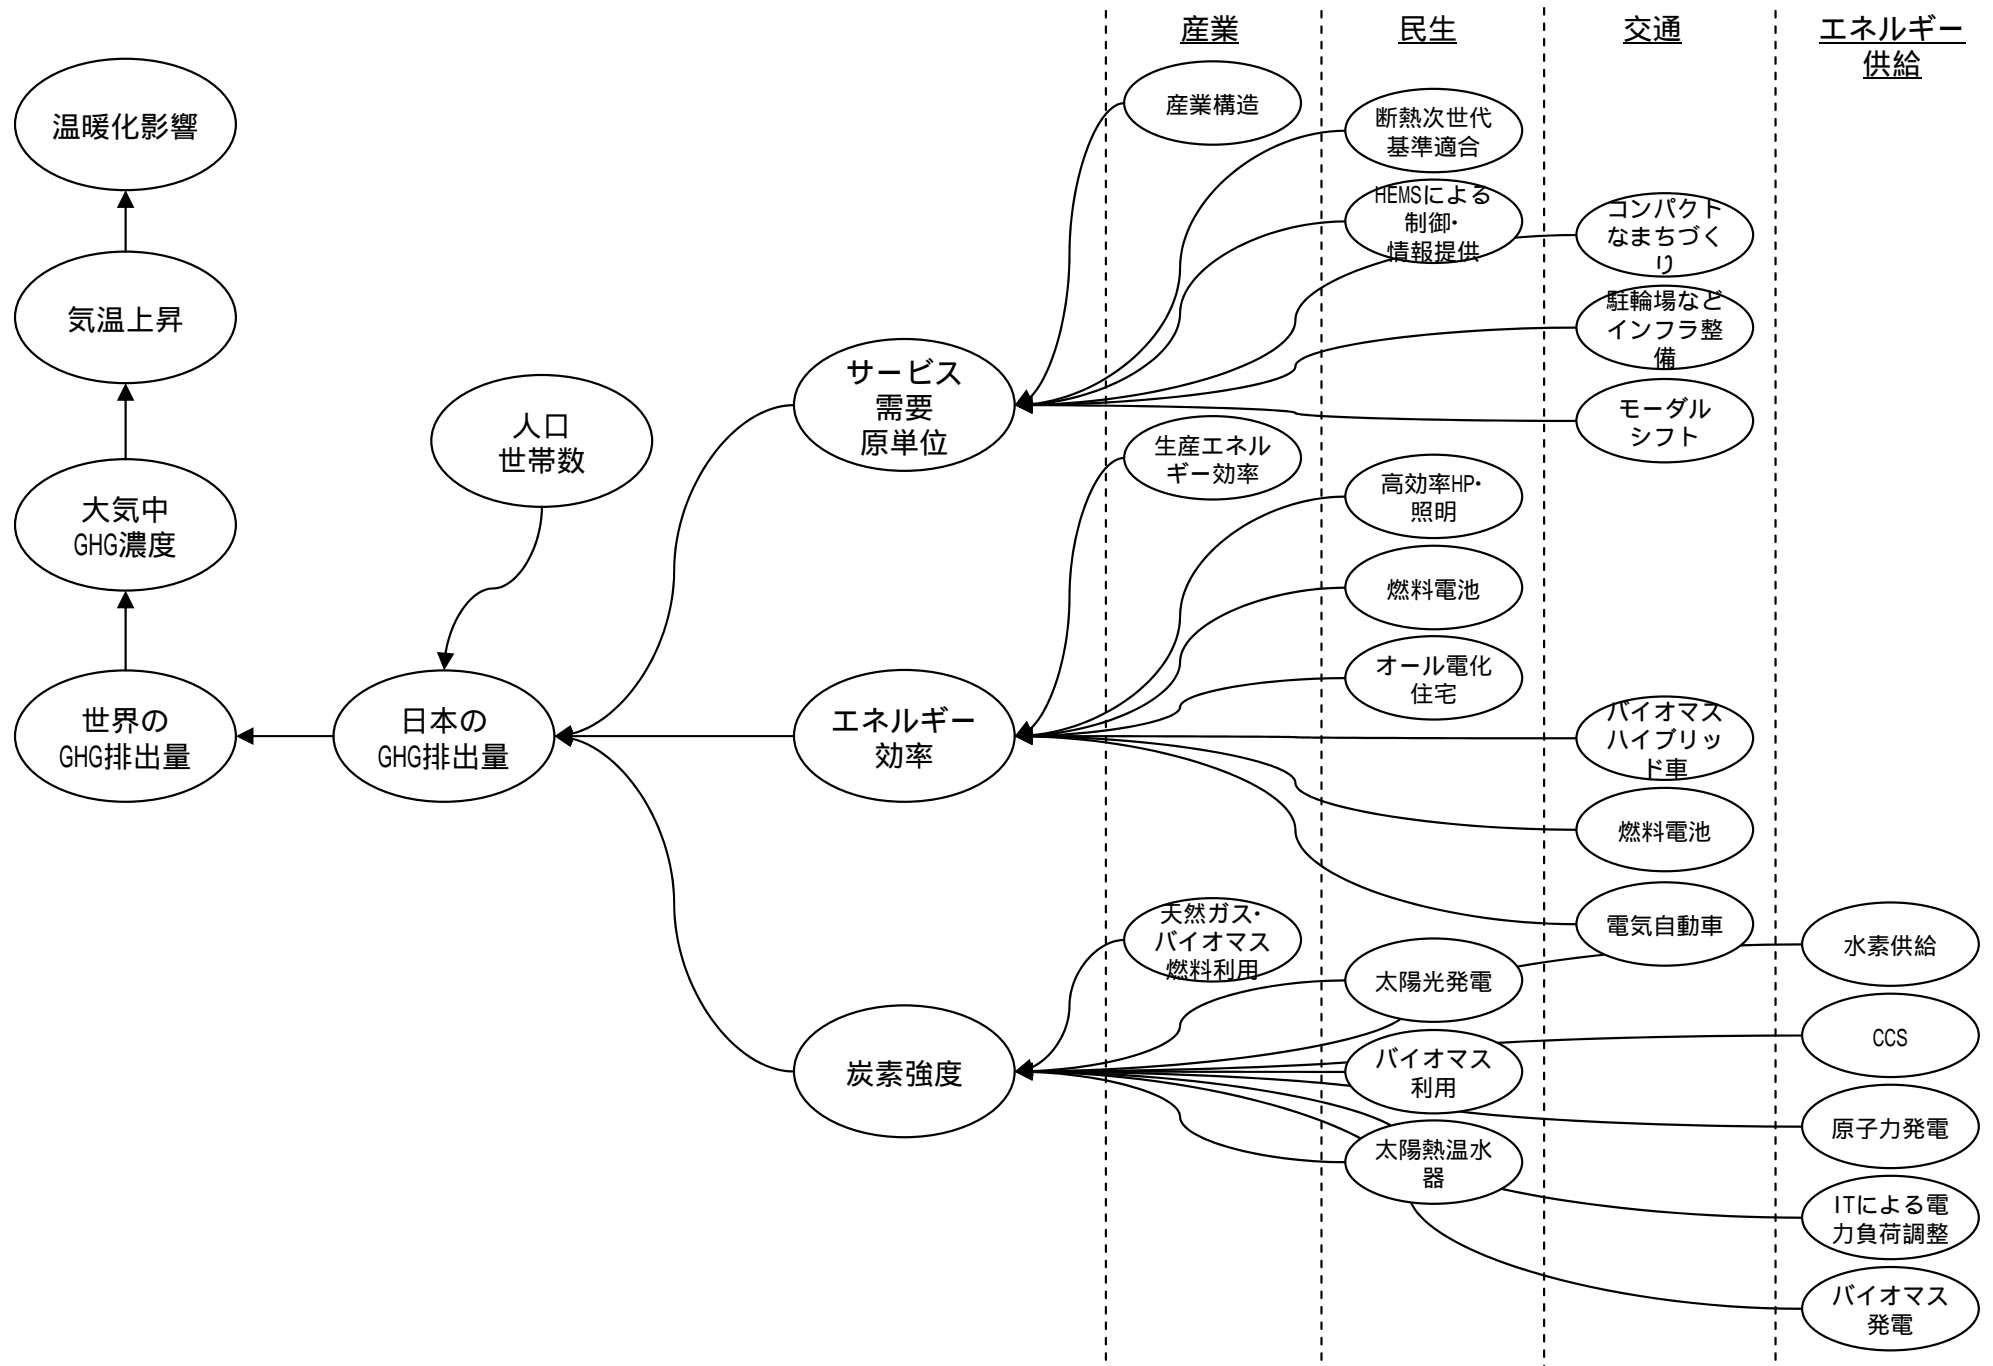 産業
民生
交通
エネルギー
供給
温暖化影響
気温上昇
大気中
GHG濃度
世界の
GHG排出量
人口
世帯数
日本の
GHG排出量
サービス
需要
原単位
エネルギー
効率
炭素強度
産業構造
生産エネル
ギー効率
天然ガス・
バイオマス
燃料利用
断熱次世代
基準適合
HEMSによる
制御・
情報提供
高効率HP・
照明
燃料電池
オール電化
住宅
太陽光発電
バイオマス
利用
太陽熱温水
器
コンパクト
なまちづく
り
駐輪場など
インフラ整
備
モーダル
シフト
バイオマス
ハイブリッ
ド車
燃料電池
電気自動車
水素供給
CCS
原子力発電
ITによる電
力負荷調整
バイオマス
発電